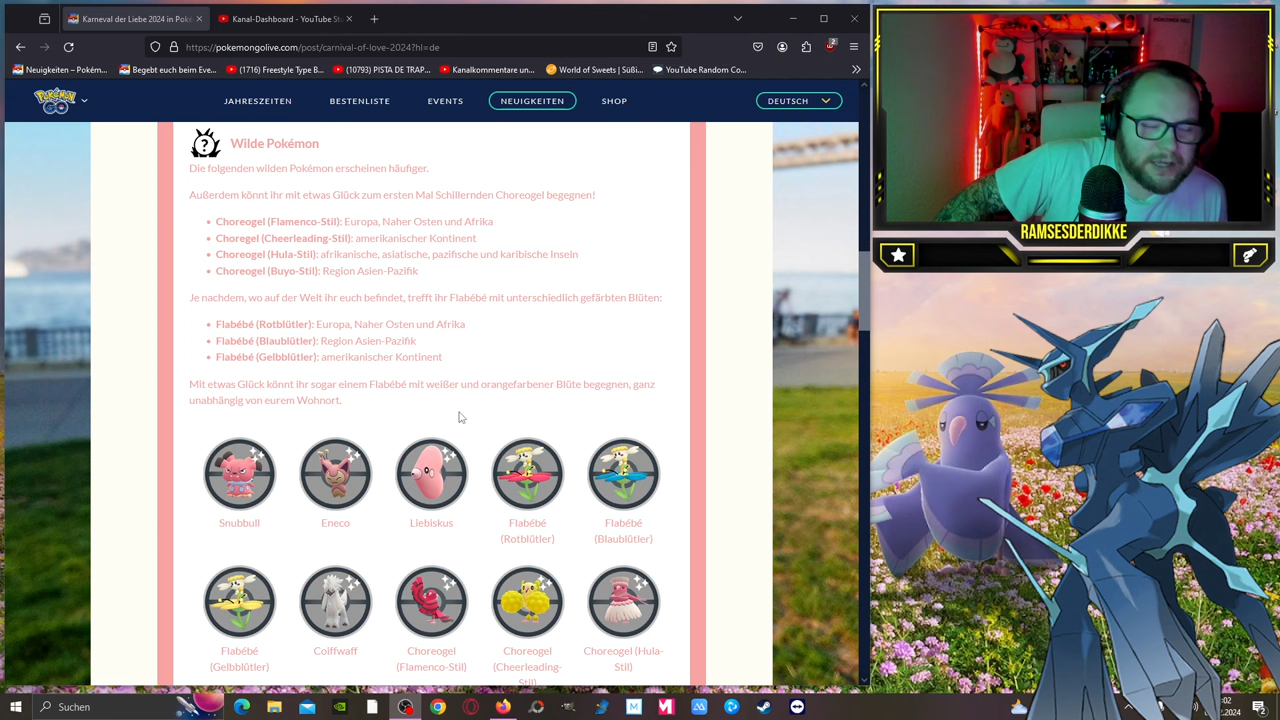 Karneval der Liebe 2024 in Poké
Kanal-Dashboard - YouTube St
https://pokemongolive.com/post/carnival-of-love-2024?hl=de
2
Neuigkeiten – Pokém...
Begebt euch beim Eve...
(1716) Freestyle Type B...
(10793) PISTA DE TRAP...
Kanalkommentare un...
World of Sweets | Süßi...
YouTube Random Co...
POKÉMON GO
JAHRESZEITEN
BESTENLISTE
EVENTS
NEUIGKEITEN
SHOP
DEUTSCH
Wilde Pokémon
Die folgenden wilden Pokémon erscheinen häufiger.
Außerdem könnt ihr mit etwas Glück zum ersten Mal Schillernden Choreogel begegnen!
• Choreogel (Flamenco-Stil): Europa, Naher Osten und Afrika
• Choregel (Cheerleading-Stil): amerikanischer Kontinent
• Choreogel (Hula-Stil): afrikanische, asiatische, pazifische und karibische Inseln
• Choreogel (Buyo-Stil): Region Asien-Pazifik
Je nachdem, wo auf der Welt ihr euch befindet, trefft ihr Flabébé mit unterschiedlich gefärbten Blüten:
• Flabébé (Rotblütler): Europa, Naher Osten und Afrika
• Flabébé (Blaublütler): Region Asien-Pazifik
• Flabébé (Gelbblütler): amerikanischer Kontinent
Mit etwas Glück könnt ihr sogar einem Flabébé mit weißer und orangefarbener Blüte begegnen, ganz
unabhängig von eurem Wohnort.
Snubbull
Eneco
Liebiskus
Flabébé
(Rotblütler)
Flabébé
(Blaublütler)
Flabébé
(Gelbblütler)
Coiffwaff
Choreogel
(Flamenco-Stil)
Choreogel
(Cheerleading-
Stil)
Choreogel (Hula-
Stil)
RAMSESDERDIKKE
Suchen
2